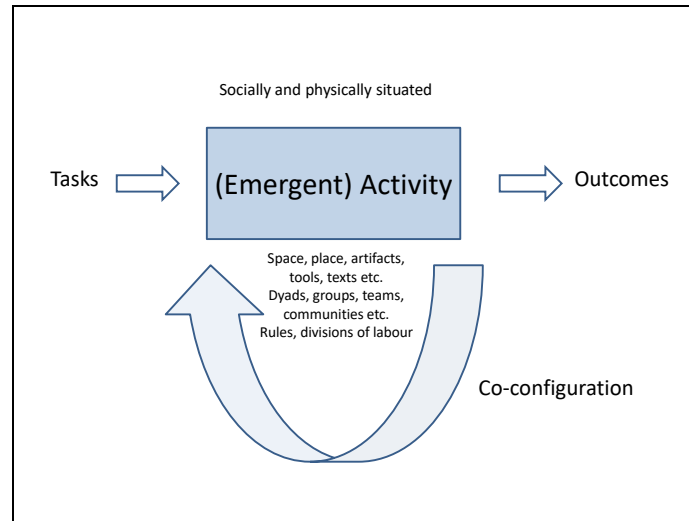 Socially and physically situated
Tasks
(Emergent) Activity
Outcomes
Space, place, artifacts,
tools, texts etc.
Dyads, groups, teams,
communities etc.
Rules, divisions of labour
Co-configuration